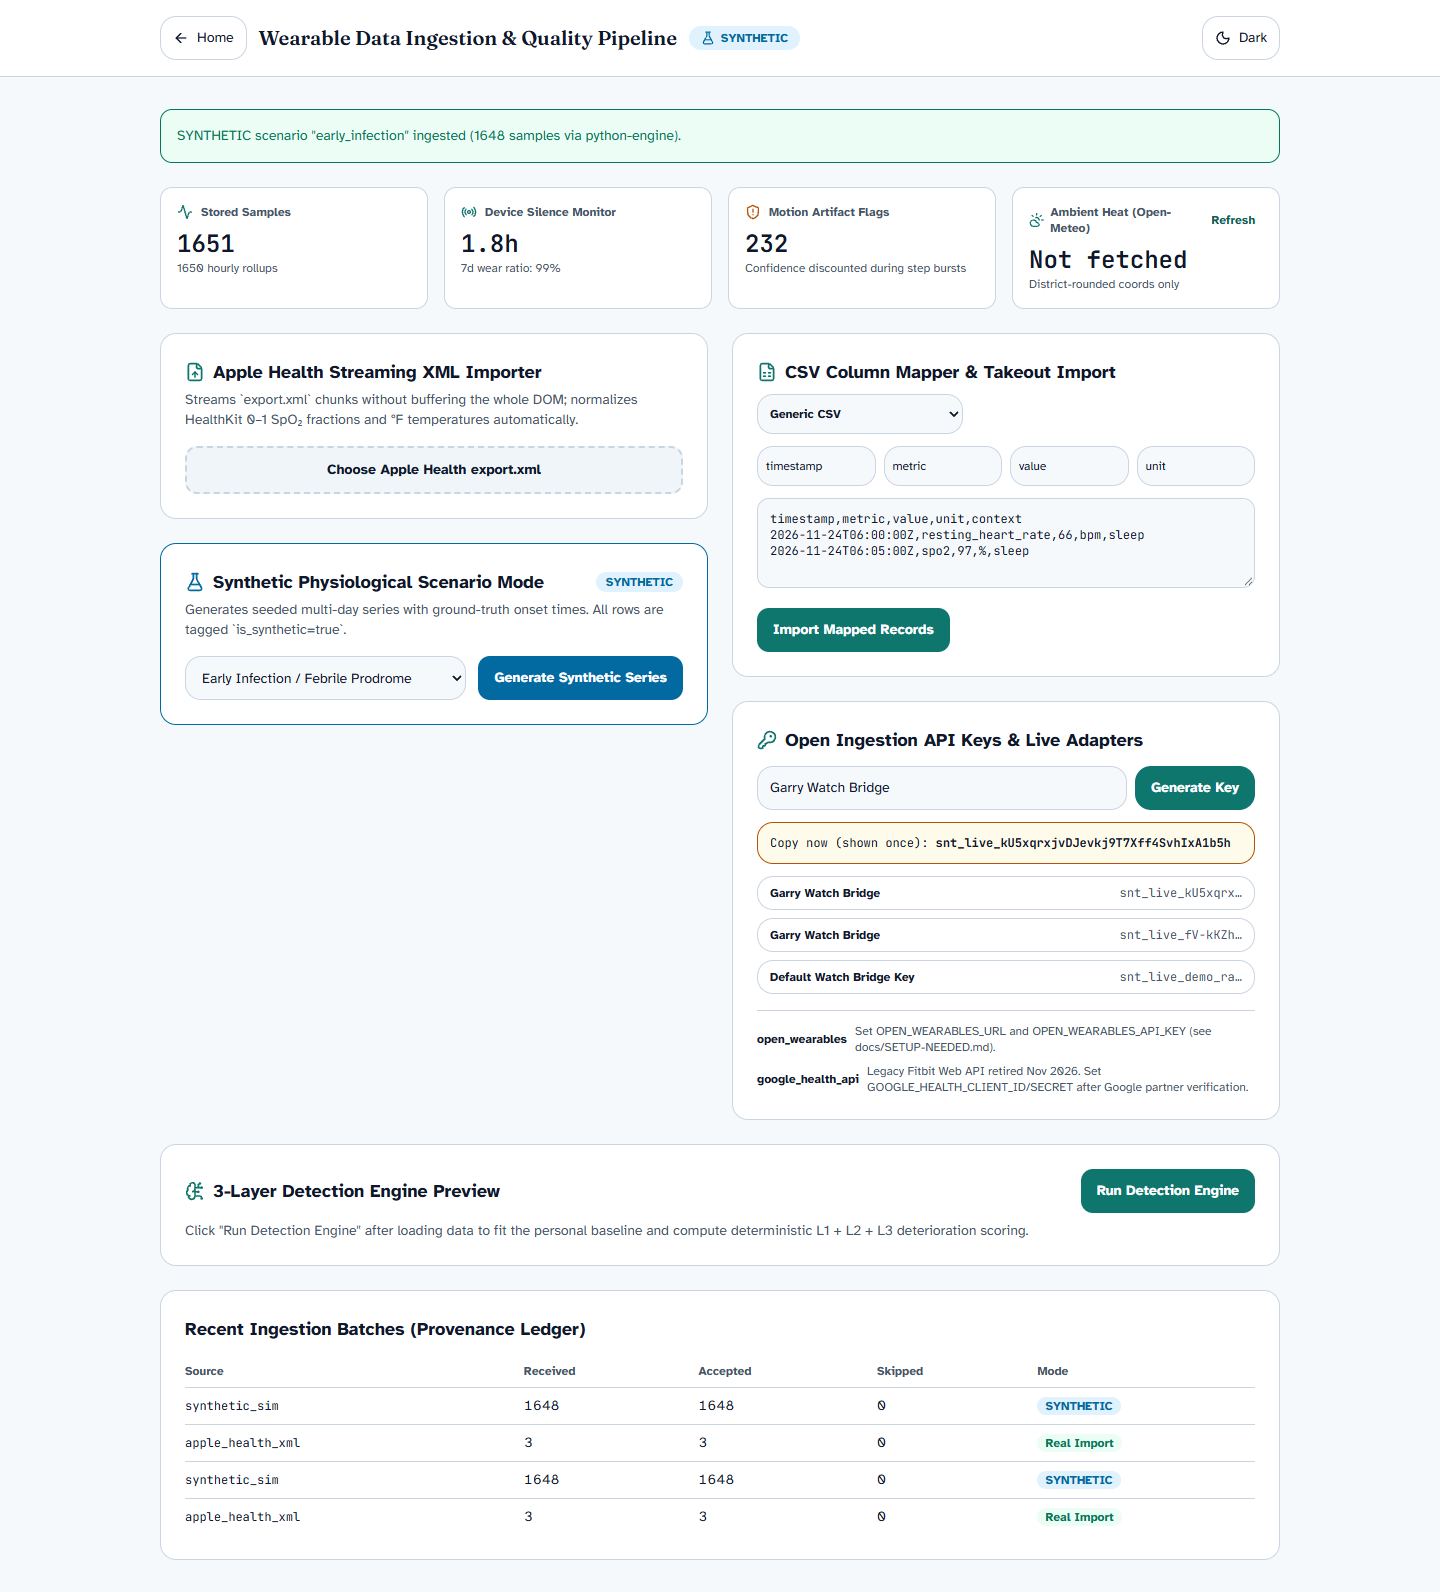 Home
Wearable Data Ingestion & Quality Pipeline
SYNTHETIC
Dark
SYNTHETIC scenario "early_infection" ingested (1648 samples via python-engine).
Stored Samples
1651
1650 hourly rollups
Device Silence Monitor
1.8h
7d wear ratio: 99%
Motion Artifact Flags
232
Confidence discounted during step bursts
Ambient Heat (Open-
Meteo)
Refresh
Not fetched
District-rounded coords only
Apple Health Streaming XML Importer
Streams `export.xml` chunks without buffering the whole DOM; normalizes
HealthKit 0–1 SpO₂ fractions and °F temperatures automatically.
Choose Apple Health export.xml
Synthetic Physiological Scenario Mode
SYNTHETIC
Generates seeded multi-day series with ground-truth onset times. All rows are
tagged `is_synthetic=true`.
Early Infection / Febrile Prodrome
Generate Synthetic Series
CSV Column Mapper & Takeout Import
Generic CSV
timestamp
metric
value
unit
timestamp,metric,value,unit,context
2026-11-24T06:00:00Z,resting_heart_rate,66,bpm,sleep
2026-11-24T06:05:00Z,spo2,97,%,sleep
Import Mapped Records
Open Ingestion API Keys & Live Adapters
Garry Watch Bridge
Generate Key
Copy now (shown once): snt_live_kU5xqrxjvDJevkj9T7Xff4SvhIxA1b5h
Garry Watch Bridge snt_live_kU5xqrx…
Garry Watch Bridge snt_live_fV-kKZh…
Default Watch Bridge Key snt_live_demo_ra…
open_wearables
Set OPEN_WEARABLES_URL and OPEN_WEARABLES_API_KEY (see
docs/SETUP-NEEDED.md).
google_health_api
Legacy Fitbit Web API retired Nov 2026. Set
GOOGLE_HEALTH_CLIENT_ID/SECRET after Google partner verification.
3-Layer Detection Engine Preview
Run Detection Engine
Click "Run Detection Engine" after loading data to fit the personal baseline and compute deterministic L1 + L2 + L3 deterioration scoring.
Recent Ingestion Batches (Provenance Ledger)
Source Received Accepted Skipped Mode
synthetic_sim 1648 1648 0 SYNTHETIC
apple_health_xml 3 3 0 Real Import
synthetic_sim 1648 1648 0 SYNTHETIC
apple_health_xml 3 3 0 Real Import